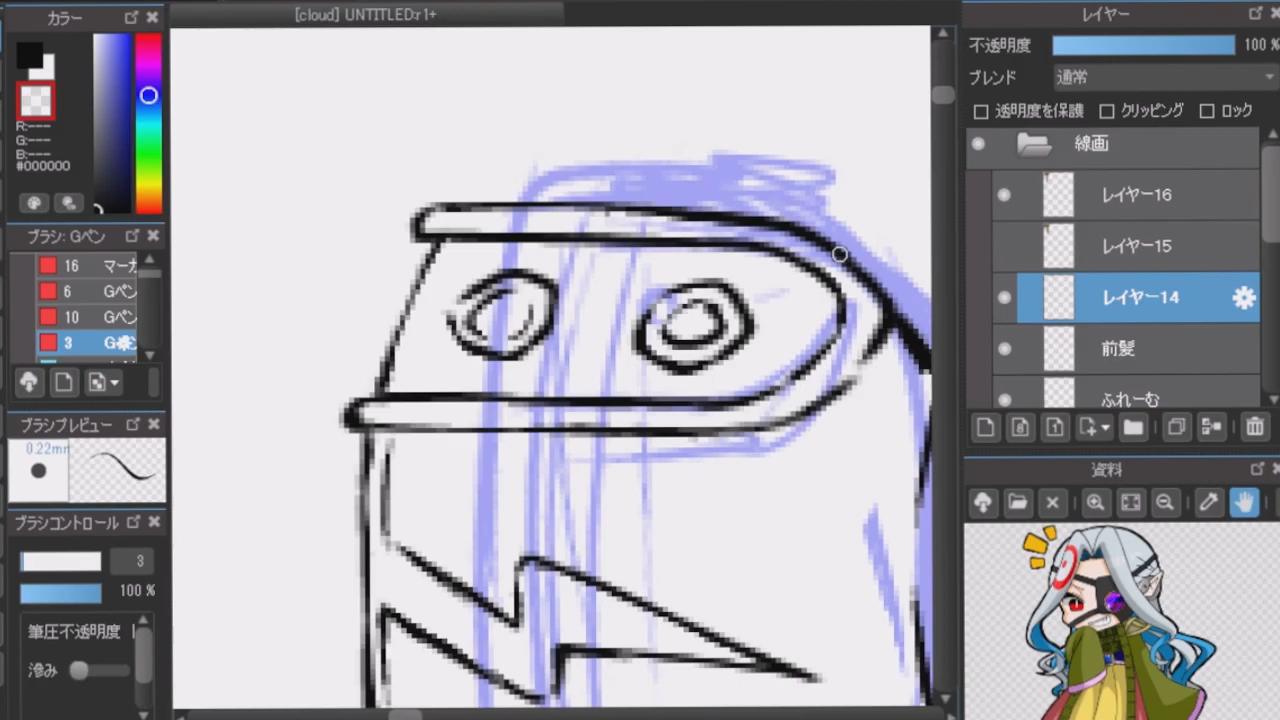 カラー
R:---
G:---
B:---
#000000
ブラシ: Gペン
16 マーカ
6 Gペン
10 Gペン
3
ブラシプレビュー
0.22mm
ブラシコントロール
3
100 %
筆圧不透明度
滲み
[cloud] UNTITLED:r1+
レイヤー
不透明度 100 %
ブレンド 通常
透明度を保護 クリッピング ロック
線画
レイヤー16
レイヤー15
レイヤー14
前髪
ふれーむ
資料